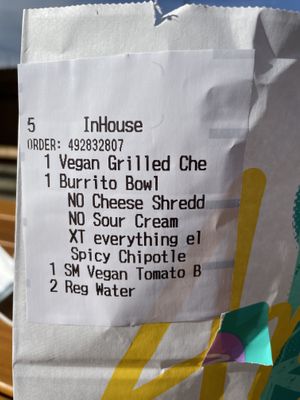 5 InHouse
ORDER: 492832807
1 Vegan Grilled Che
1 Burrito Bowl
NO Cheese Shredd
NO Sour Cream
XT everything el
Spicy Chipotle
1 SM Vegan Tomato B
2 Reg Water